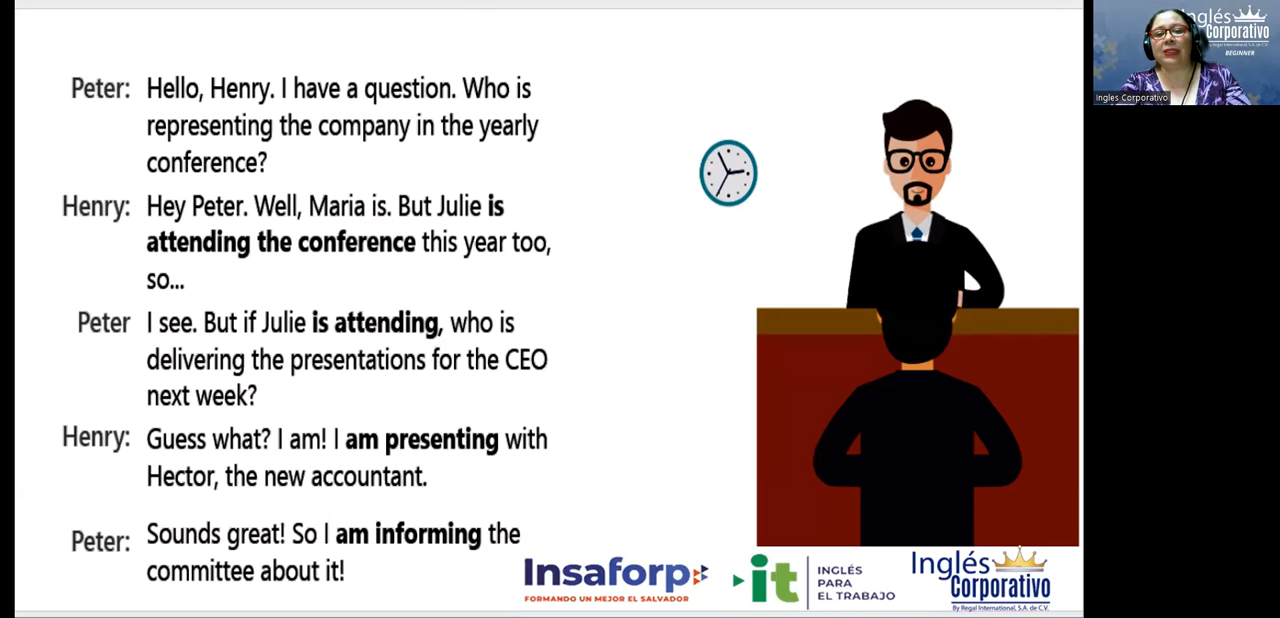 Peter: Hello, Henry. I have a question. Who is
representing the company in the yearly
conference?
Henry: Hey Peter. Well, Maria is. But Julie is
attending the conference this year too,
so...
Peter I see. But if Julie is attending, who is
delivering the presentations for the CEO
next week?
Henry: Guess what? I am! I am presenting with
Hector, the new accountant.
Peter: Sounds great! So I am informing the
committee about it!
Insaforp
FORMANDO UN MEJOR EL SALVADOR
it
INGLÉS
PARA
EL TRABAJO
Inglés
Corporativo
By Regal International, S.A. de C.V.
Inglés
Corporativo
By Regal International, S.A. de C.V.
BEGINNER
Ingles Corporativo